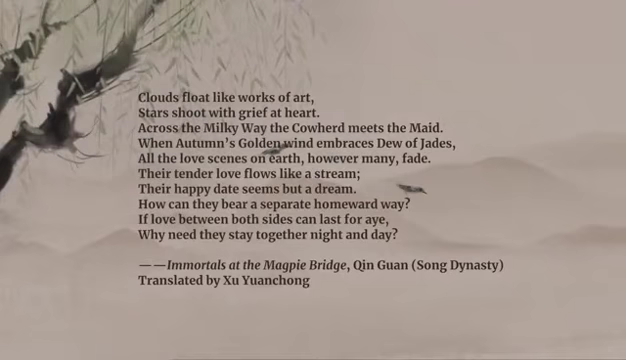 Clouds float like works of art,
Stars shoot with grief at heart.
Across the Milky Way the Cowherd meets the Maid.
When Autumn’s Golden wind embraces Dew of Jades,
All the love scenes on earth, however many, fade.
Their tender love flows like a stream;
Their happy date seems but a dream.
How can they bear a separate homeward way?
If love between both sides can last for aye,
Why need they stay together night and day?
——Immortals at the Magpie Bridge, Qin Guan (Song Dynasty)
Translated by Xu Yuanchong